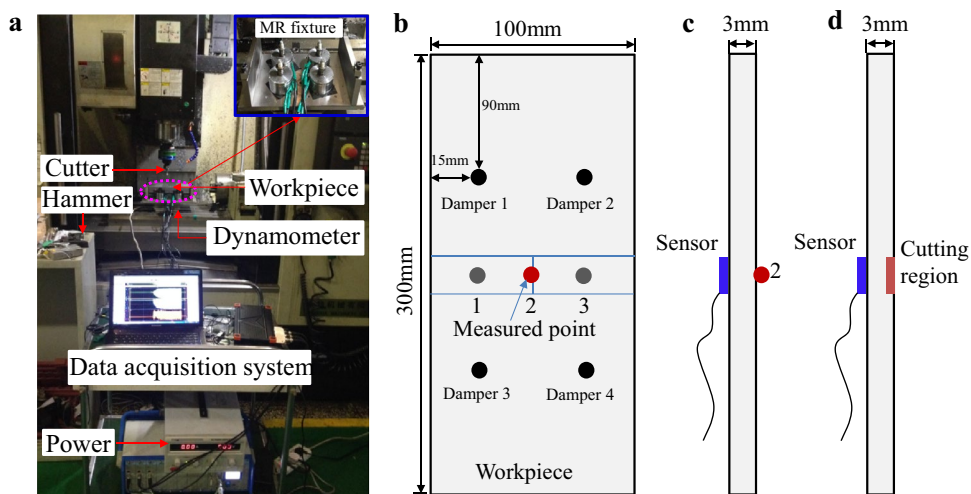 a
MR fixture
Cutter
Workpiece
Hammer
Dynamometer
Data acquisition system
Power
b
100mm
90mm
15mm
300mm
Damper 1
Damper 2
1
2
3
Measured point
Damper 3
Damper 4
Workpiece
c
3mm
Sensor
2
d
3mm
Sensor
Cutting
region